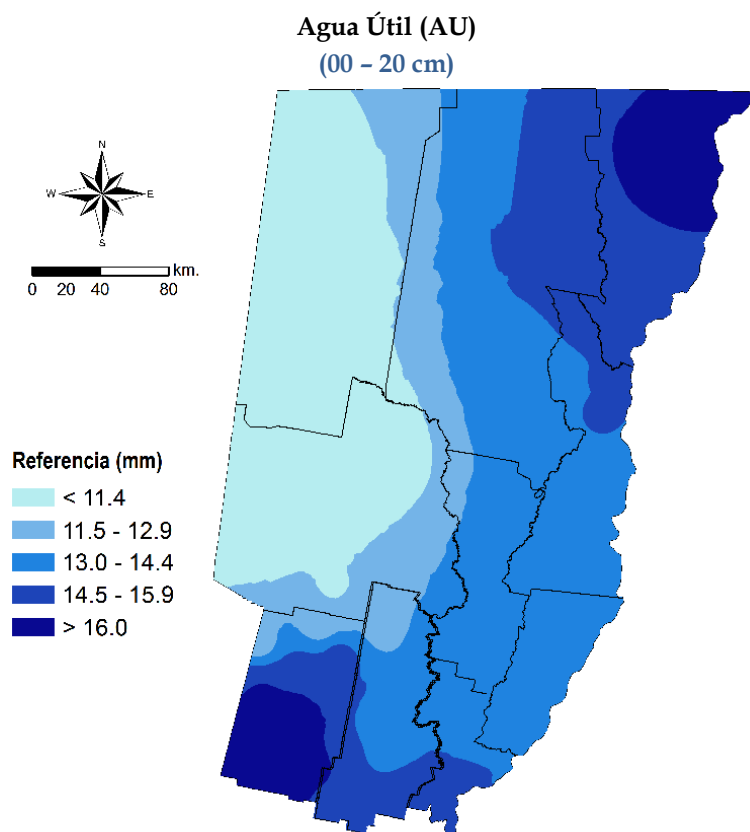 Agua Útil (AU)
(00 – 20 cm)
N
W E
S
km.
0 20 40 80
Referencia (mm)
< 11.4
11.5 - 12.9
13.0 - 14.4
14.5 - 15.9
> 16.0